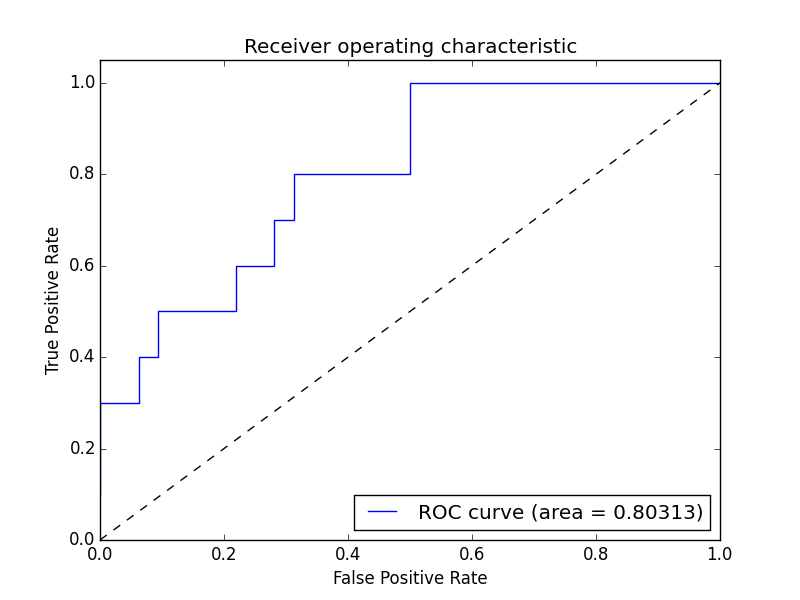 Receiver operating characteristic
True Positive Rate
1.0
0.8
0.6
0.4
0.2
0.0
ROC curve (area = 0.80313)
0.0 0.2 0.4 0.6 0.8 1.0
False Positive Rate